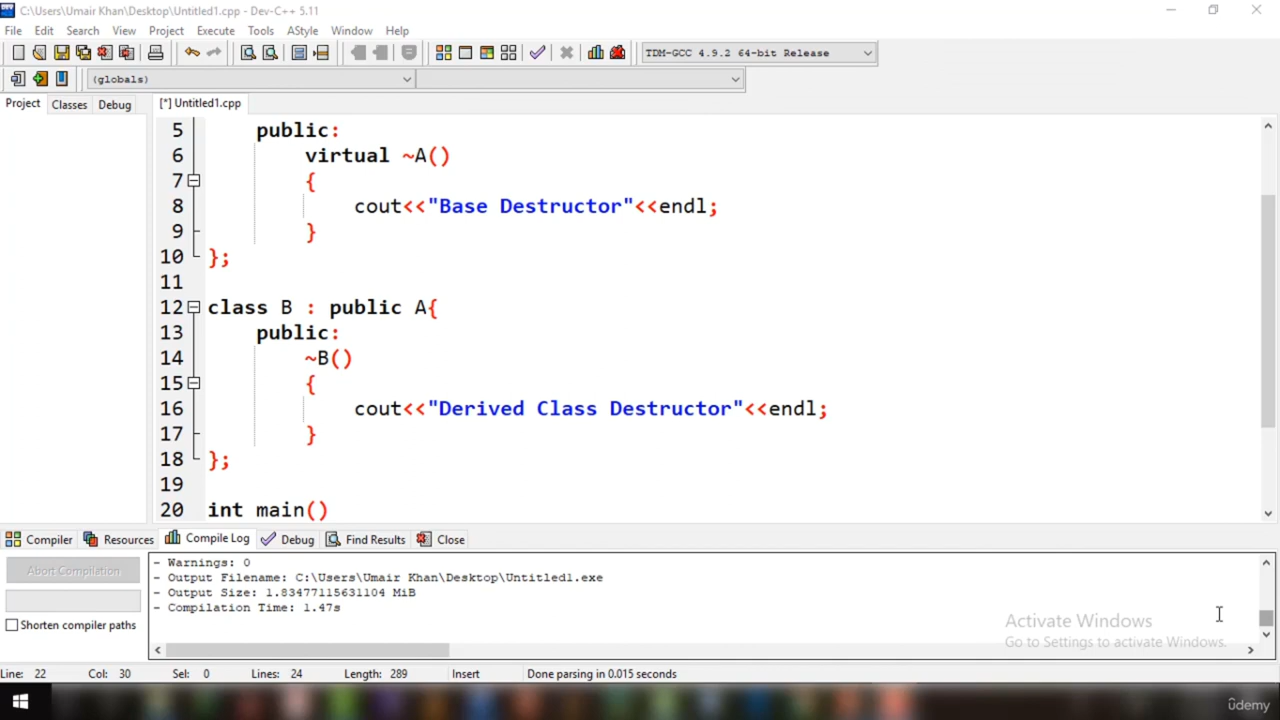 C:\Users\Umair Khan\Desktop\Untitled1.cpp - Dev-C++ 5.11
File Edit Search View Project Execute Tools AStyle Window Help
TDM-GCC 4.9.2 64-bit Release
(globals)
Project Classes Debug [*] Untitled1.cpp
5 public:
6 virtual ~A()
7 {
8 cout<<"Base Destructor"<<endl;
9 }
10 };
11
12 class B : public A{
13 public:
14 ~B()
15 {
16 cout<<"Derived Class Destructor"<<endl;
17 }
18 };
19
20 int main()
Compiler Resources Compile Log Debug Find Results Close
Abort Compilation
Shorten compiler paths
- Warnings: 0
- Output Filename: C:\Users\Umair Khan\Desktop\Untitled1.exe
- Output Size: 1.83477115631104 MiB
- Compilation Time: 1.47s
Activate Windows
Go to Settings to activate Windows.
Line: 22 Col: 30 Sel: 0 Lines: 24 Length: 289 Insert Done parsing in 0.015 seconds
ûdemy